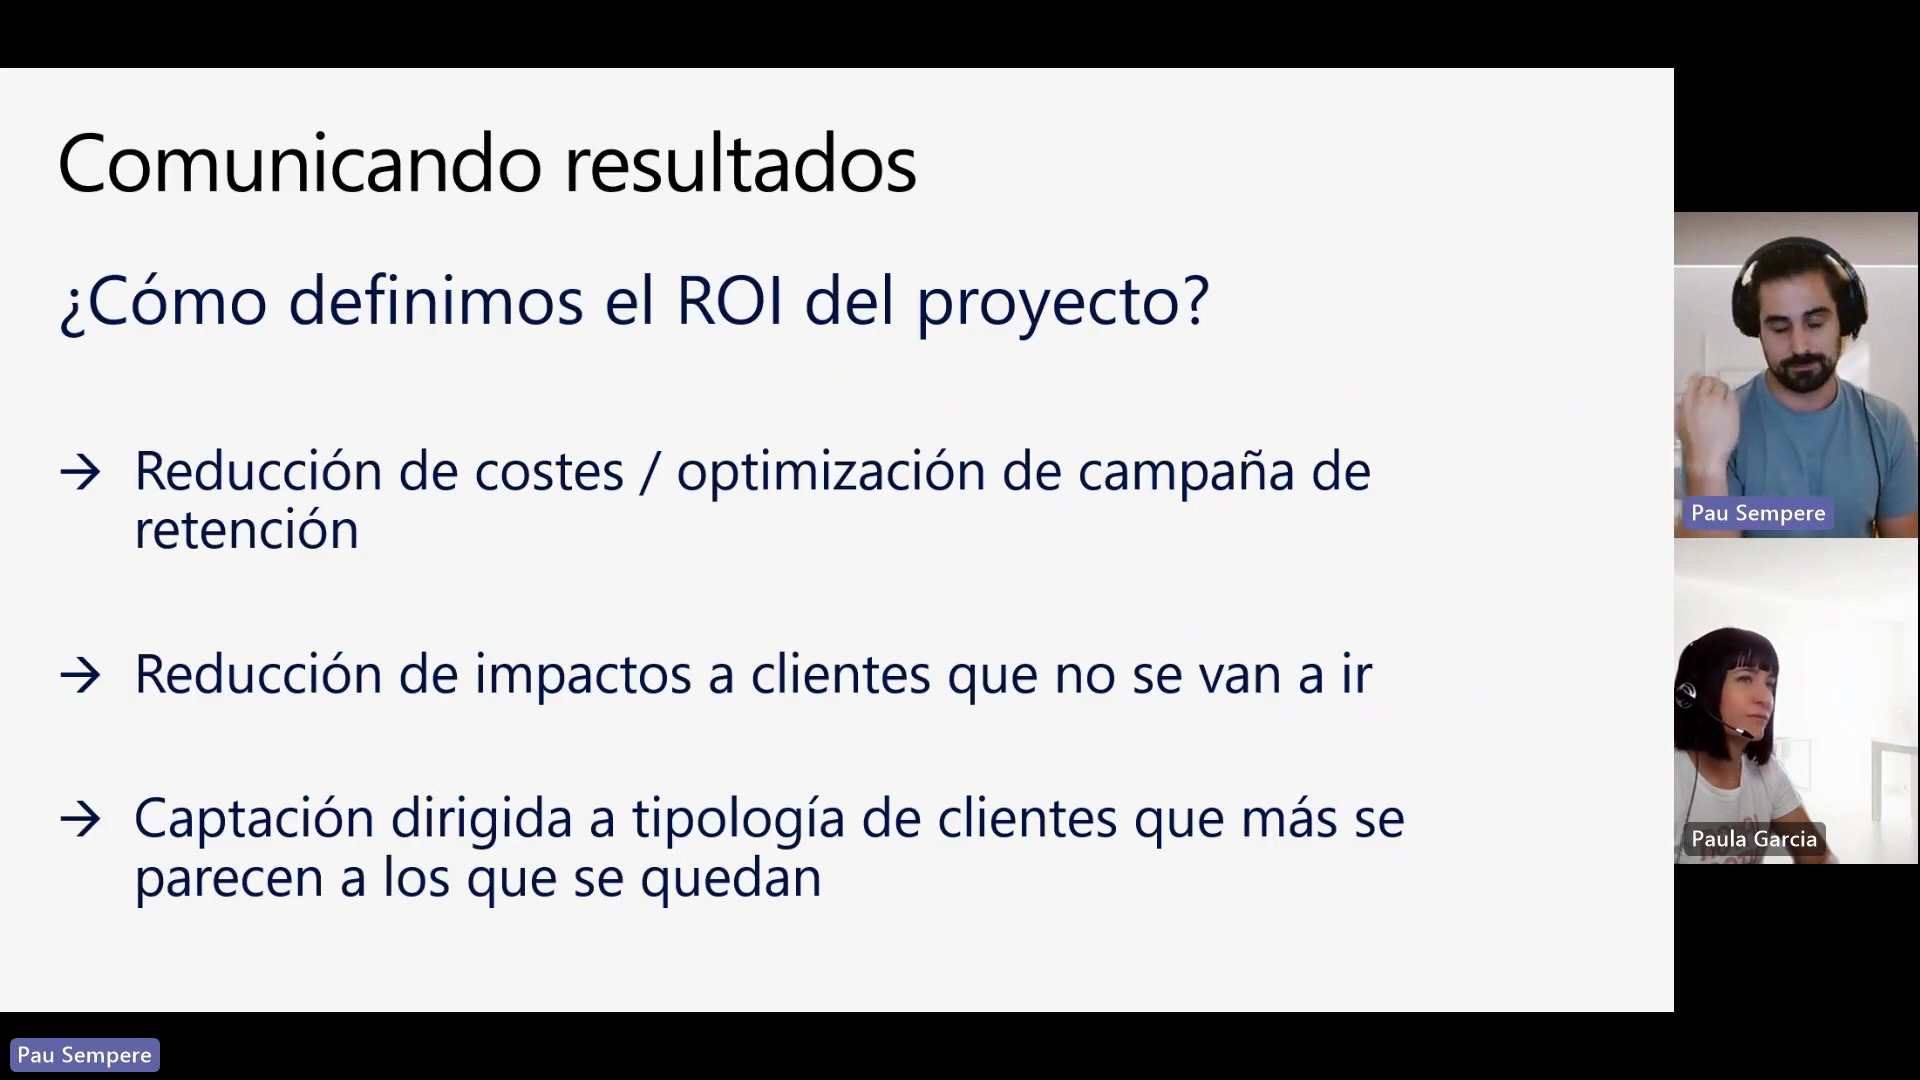 Comunicando resultados
¿Cómo definimos el ROI del proyecto?
→ Reducción de costes / optimización de campaña de
retención
→ Reducción de impactos a clientes que no se van a ir
→ Captación dirigida a tipología de clientes que más se
parecen a los que se quedan
Pau Sempere
Paula Garcia
Pau Sempere